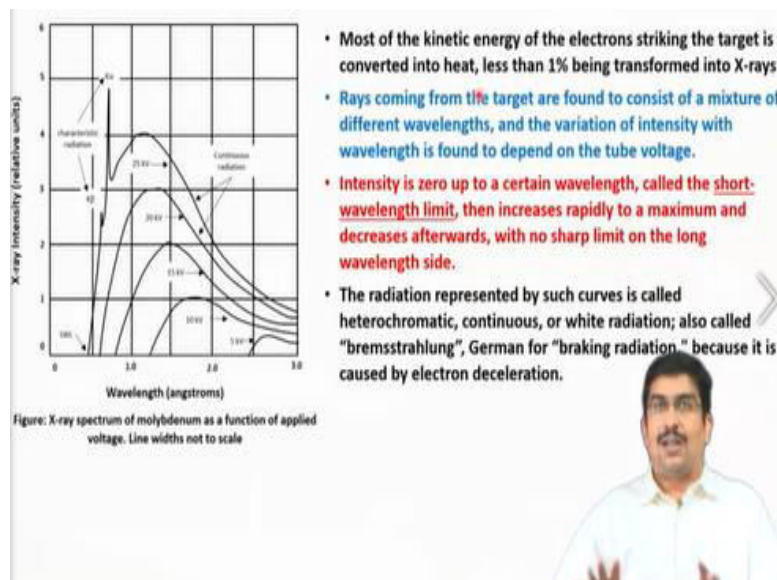 6
5
4
3
2
1
0
X-ray Intensity (relative units)
Kα
characteristic
radiation
Kβ
Continuous
radiation
25 kV
20 kV
15 kV
10 kV
5 kV
SWL
0
1.0
2.0
3.0
Wavelength (angstroms)
Figure: X-ray spectrum of molybdenum as a function of applied
voltage. Line widths not to scale
• Most of the kinetic energy of the electrons striking the target is
converted into heat, less than 1% being transformed into X-rays
• Rays coming from the target are found to consist of a mixture of
different wavelengths, and the variation of intensity with
wavelength is found to depend on the tube voltage.
• Intensity is zero up to a certain wavelength, called the short-
wavelength limit, then increases rapidly to a maximum and
decreases afterwards, with no sharp limit on the long
wavelength side.
• The radiation represented by such curves is called
heterochromatic, continuous, or white radiation; also called
"bremsstrahlung", German for "braking radiation," because it is
caused by electron deceleration.